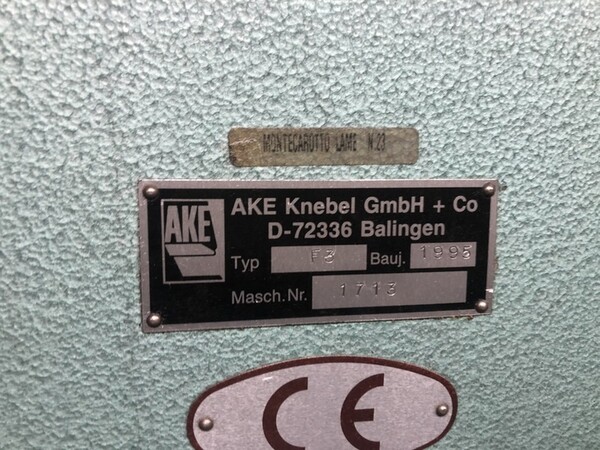 MONTECAROTTO LAME N.23
AKE
AKE Knebel GmbH + Co
D-72336 Balingen
Typ F3 Bauj. 1995
Masch.Nr. 1713
CE